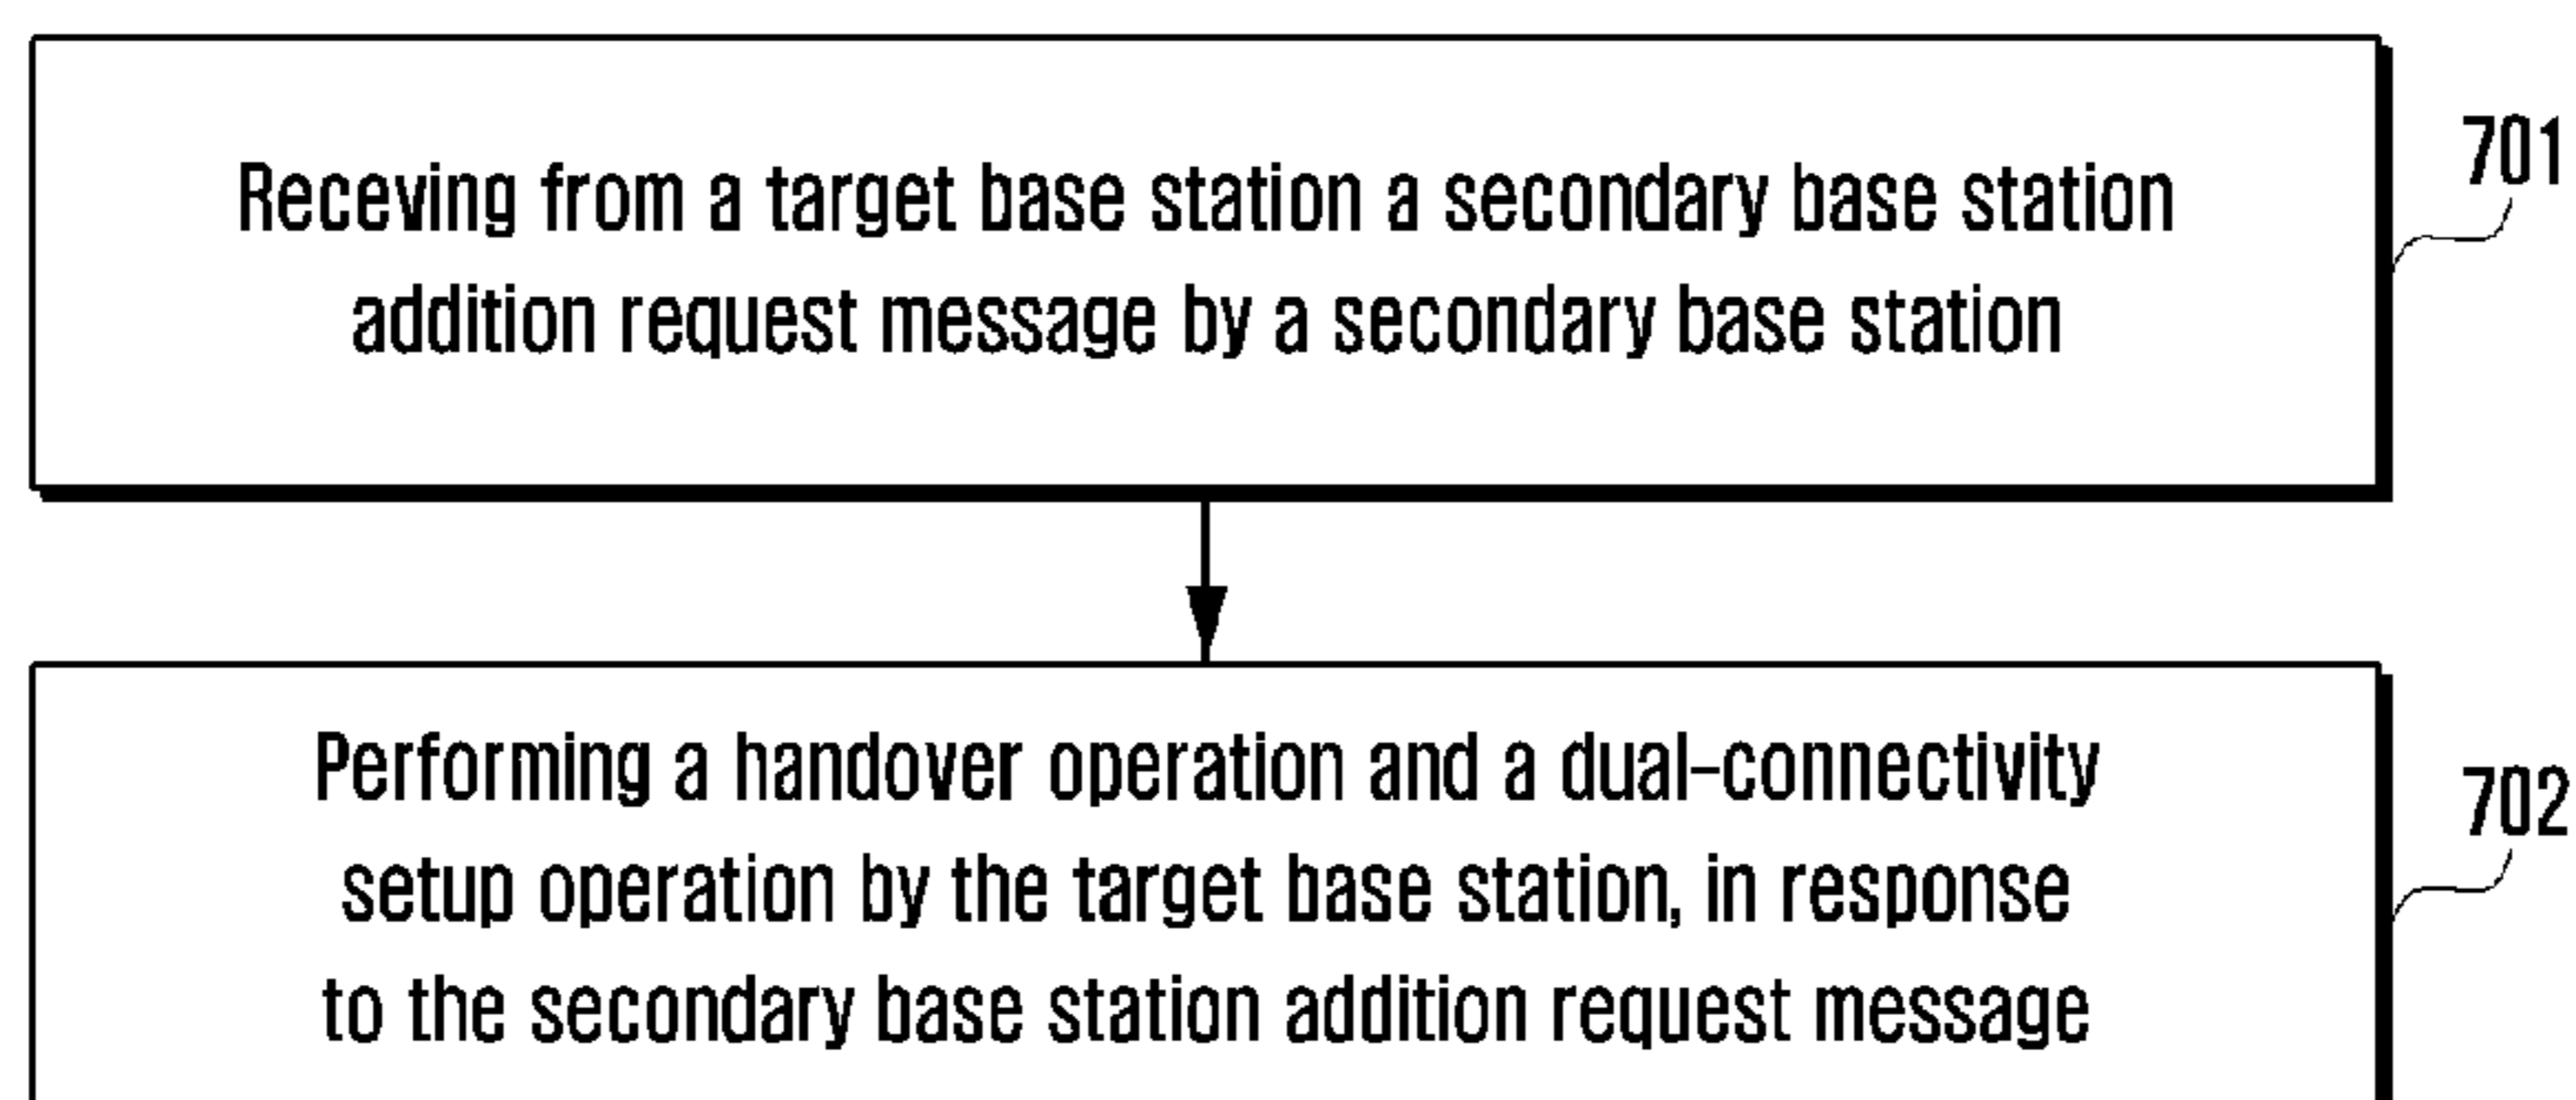 701
Receving from a target base station a secondary base station
addition request message by a secondary base station
702
Performing a handover operation and a dual-connectivity
setup operation by the target base station, in response
to the secondary base station addition request message